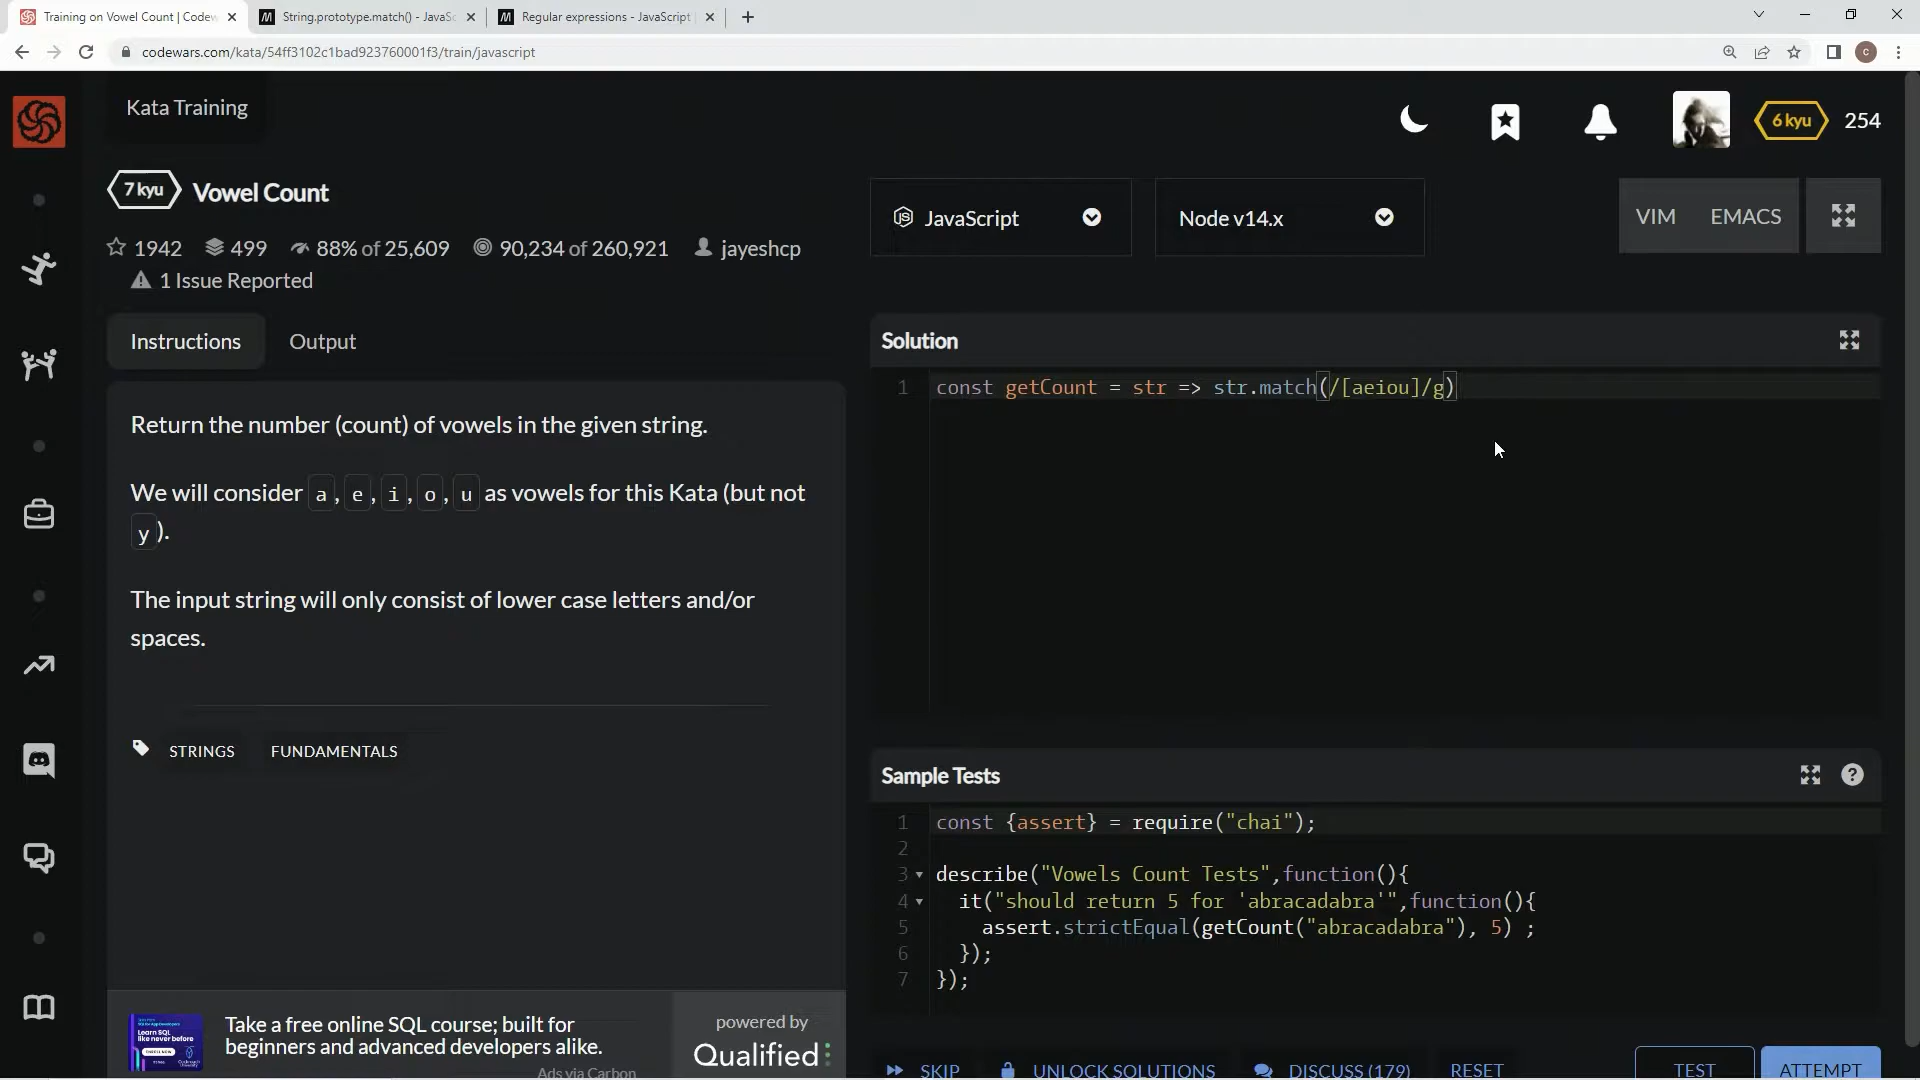 Training on Vowel Count | Codew
String.prototype.match() - JavaSc
Regular expressions - JavaScript
codewars.com/kata/54ff3102c1bad923760001f3/train/javascript
C
Kata Training
6 kyu
254
7 kyu
Vowel Count
1942
499
88% of 25,609
90,234 of 260,921
jayeshcp
1 Issue Reported
JavaScript
Node v14.x
VIM
EMACS
Instructions
Output
Return the number (count) of vowels in the given string.
We will consider a, e, i, o, u as vowels for this Kata (but not
y).
The input string will only consist of lower case letters and/or
spaces.
STRINGS
FUNDAMENTALS
Learn SQL
like never before
Take a free online SQL course; built for
beginners and advanced developers alike.
Ads via Carbon
powered by
Qualified
Solution
1 const getCount = str => str.match(/[aeiou]/g)
Sample Tests
?
1 const {assert} = require("chai");
2
3 describe("Vowels Count Tests",function(){
4 it("should return 5 for 'abracadabra'",function(){
5 assert.strictEqual(getCount("abracadabra"), 5) ;
6 });
7 });
SKIP
UNLOCK SOLUTIONS
DISCUSS (179)
RESET
TEST
ATTEMPT